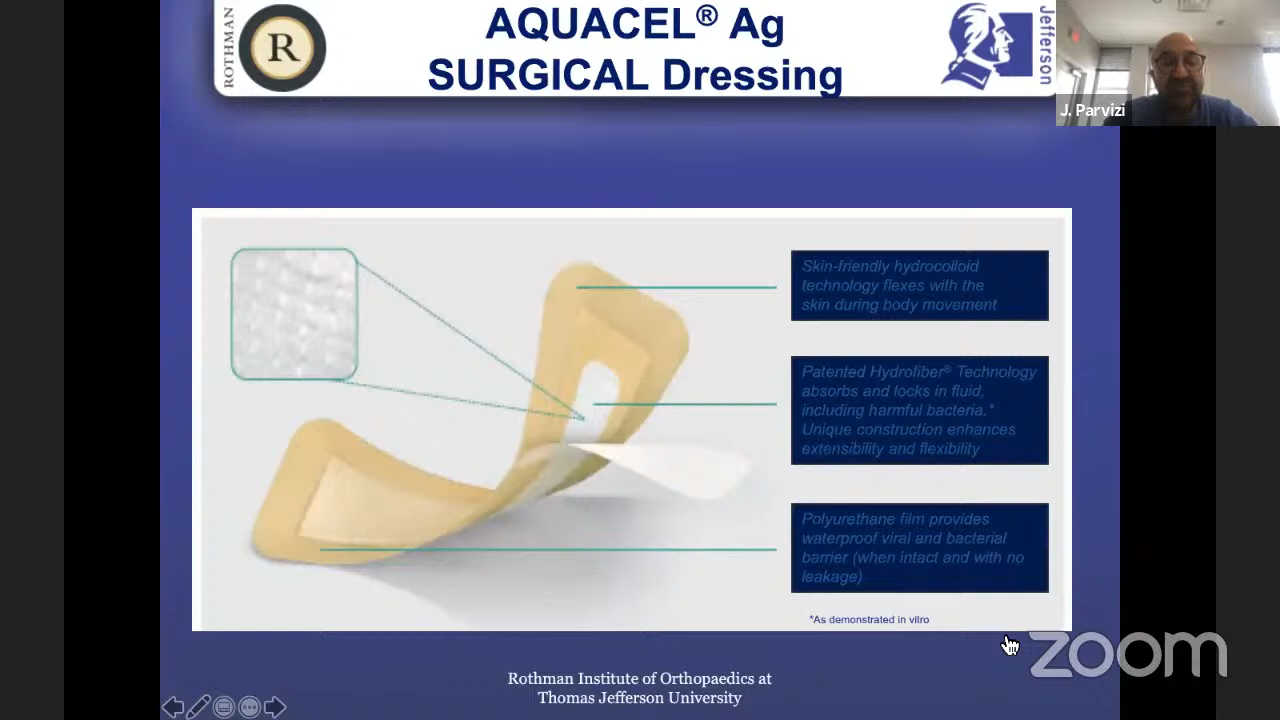 ROTHMAN
R
AQUACEL® Ag
SURGICAL Dressing
Jefferson
J. Parvizi
Skin-friendly hydrocolloid
technology flexes with the
skin during body movement
Patented Hydrofiber® Technology
absorbs and locks in fluid,
including harmful bacteria.*
Unique construction enhances
extensibility and flexibility
Polyurethane film provides
waterproof viral and bacterial
barrier (when intact and with no
leakage)
*As demonstrated in vitro
zoom
Rothman Institute of Orthopaedics at
Thomas Jefferson University